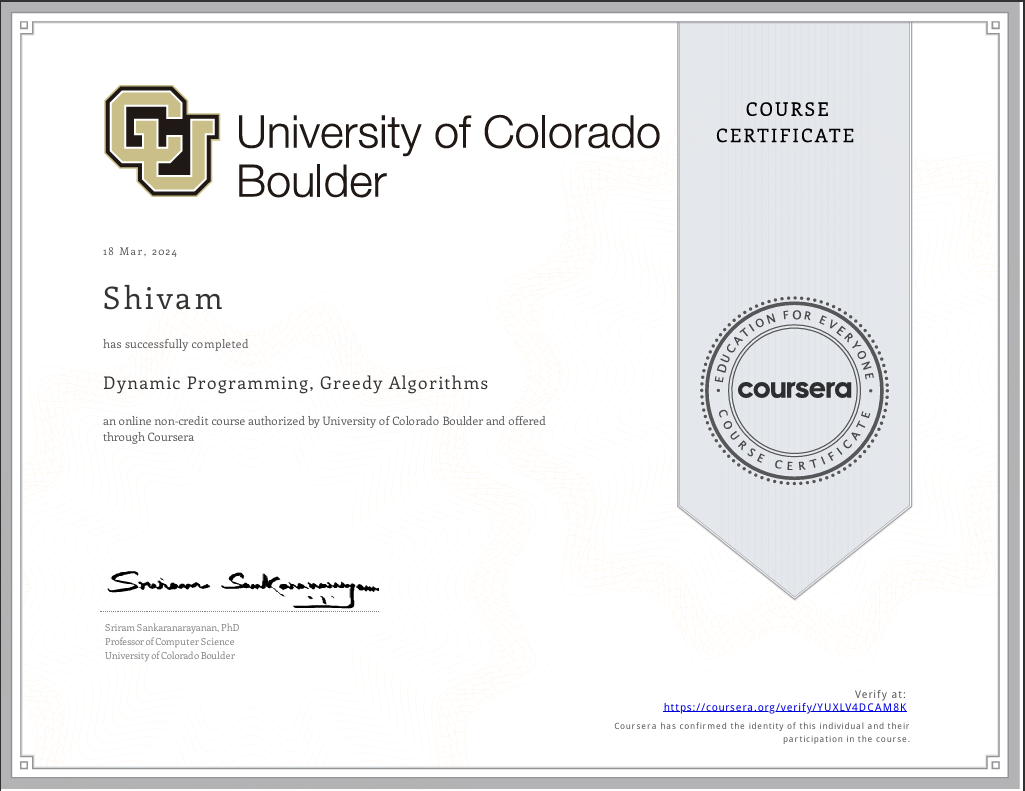 University of Colorado
Boulder
COURSE
CERTIFICATE
18 Mar, 2024
Shivam
has successfully completed
Dynamic Programming, Greedy Algorithms
an online non-credit course authorized by University of Colorado Boulder and offered
through Coursera
EDUCATION FOR EVERYONE
coursera
COURSE CERTIFICATE
Sriram Sankaranarayanan
Sriram Sankaranarayanan, PhD
Professor of Computer Science
University of Colorado Boulder
Verify at:
https://coursera.org/verify/YUXLV4DCAM8K
Coursera has confirmed the identity of this individual and their
participation in the course.